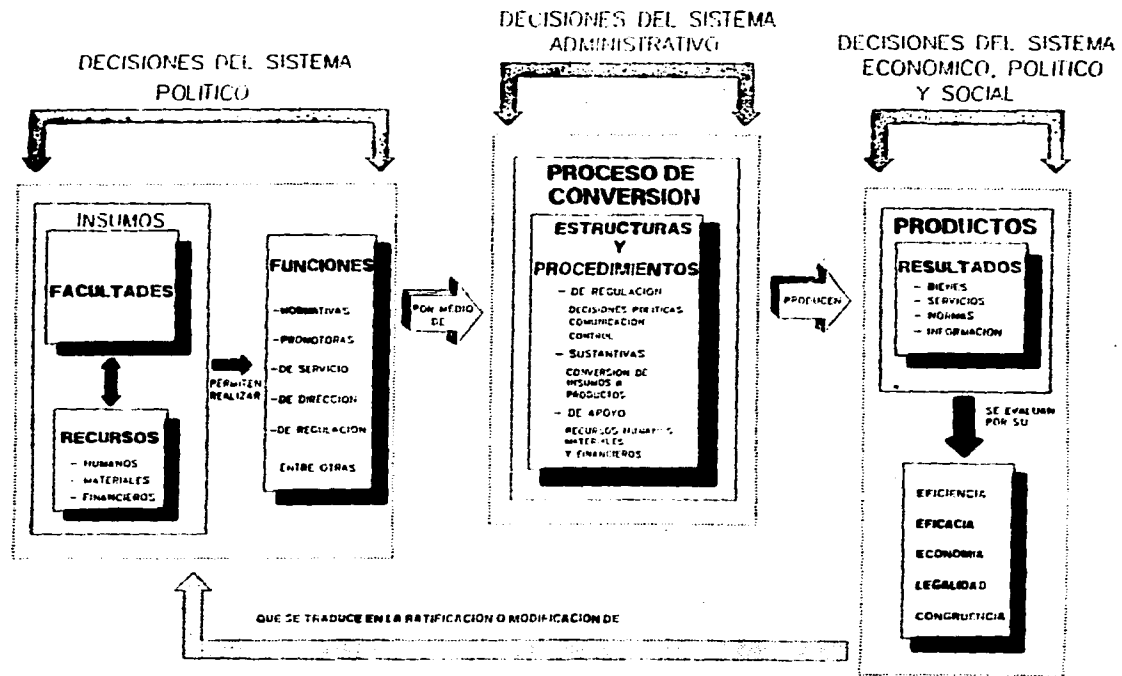 DECISIONES DEL SISTEMA
POLITICO
INSUMOS
FACULTADES
RECURSOS
- HUMANOS
- MATERIALES
- FINANCIEROS
PERMITEN
REALIZAR
FUNCIONES
-NORMATIVAS
-PROMOTORAS
-DE SERVICIO
-DE DIRECCION
-DE REGULACION
ENTRE OTRAS
POR MEDIO
DE
DECISIONES DEL SISTEMA
ADMINISTRATIVO
PROCESO DE
CONVERSION
ESTRUCTURAS
Y
PROCEDIMIENTOS
- DE REGULACION
DECISIONES POLITICAS
COMUNICACION
CONTROL
- SUSTANTIVAS
CONVERSION DE
INSUMOS A
PRODUCTOS
- DE APOYO
RECURSOS HUMANOS
MATERIALES
Y FINANCIEROS
PRODUCEN
DECISIONES DEL SISTEMA
ECONOMICO, POLITICO
Y SOCIAL
PRODUCTOS
RESULTADOS
- BIENES
- SERVICIOS
- NORMAS
- INFORMACION
SE EVALUAN
POR SU
EFICIENCIA
EFICACIA
ECONOMIA
LEGALIDAD
CONGRUENCIA
QUE SE TRADUCE EN LA RATIFICACION O MODIFICACION DE